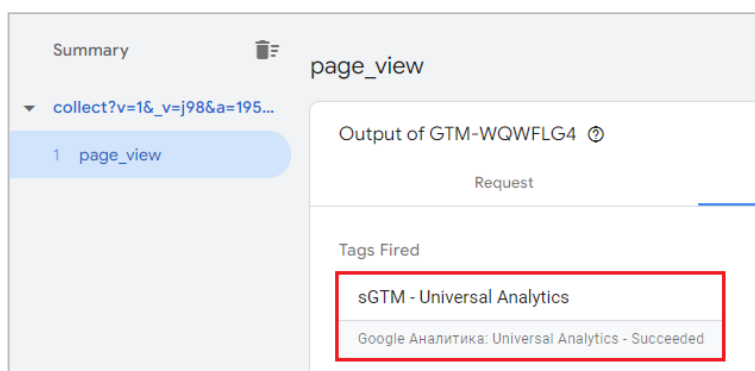 Summary
page_view
collect?v=1&_v=j98&a=195...
1 page_view
Output of GTM-WQWFLG4
Request
Tags Fired
sGTM - Universal Analytics
Google Аналитика: Universal Analytics - Succeeded